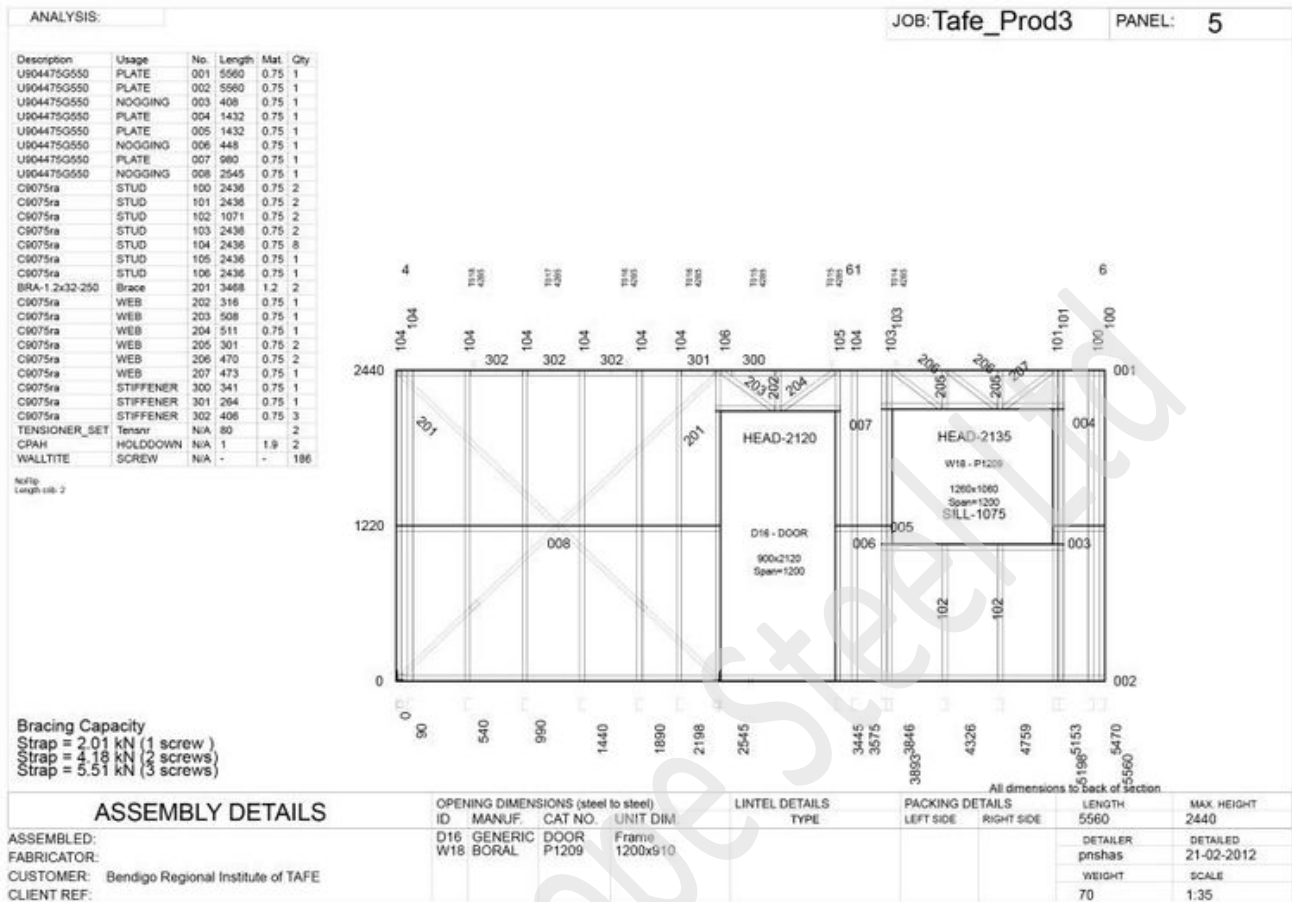 ANALYSIS:
JOB: Tafe_Prod3 PANEL: 5
Description Usage No. Length Mat. Qty
U904475G550 PLATE 001 5560 0.75 1
U904475G550 PLATE 002 5560 0.75 1
U904475G550 NOGGING 003 408 0.75 1
U904475G550 PLATE 004 1432 0.75 1
U904475G550 PLATE 005 1432 0.75 1
U904475G550 NOGGING 006 448 0.75 1
U904475G550 PLATE 007 980 0.75 1
U904475G550 NOGGING 008 2545 0.75 1
C9075ra STUD 100 2436 0.75 2
C9075ra STUD 101 2436 0.75 2
C9075ra STUD 102 1071 0.75 2
C9075ra STUD 103 2436 0.75 2
C9075ra STUD 104 2436 0.75 8
C9075ra STUD 105 2436 0.75 1
C9075ra STUD 106 2436 0.75 1
BRA-1.2x32-250 Brace 201 3468 1.2 2
C9075ra WEB 202 316 0.75 1
C9075ra WEB 203 508 0.75 1
C9075ra WEB 204 511 0.75 1
C9075ra WEB 205 301 0.75 2
C9075ra WEB 206 470 0.75 2
C9075ra WEB 207 473 0.75 1
C9075ra STIFFENER 300 341 0.75 1
C9075ra STIFFENER 301 264 0.75 1
C9075ra STIFFENER 302 406 0.75 3
TENSIONER_SET Tensnr N/A 80 2
CPAH HOLDDOWN N/A 1 1.9 2
WALLTITE SCREW N/A - - 186
NoFlip
4 61 6
104 104 104 104 104 104 104 106 105 104 103 103 101 101 100 100
302 302 302 301 300
2440 001
203 202 204 206 205 206 205 207
201 201
HEAD-2120 007 HEAD-2135 004
W18 - P1209
1260x1060
Span=1200
SILL-1075
1220 005
008 D16 - DOOR 006 003
900x2120
Span=1200
102 102
0 002
0 90 540 990 1440 1890 2198 2545 3445 3575 3846 3893 4326 4759 5153 5198 5470 5560
Bracing Capacity
Strap = 2.01 kN (1 screw )
Strap = 4.18 kN (2 screws)
Strap = 5.51 kN (3 screws)
All dimensions to back of section
ASSEMBLY DETAILS
ASSEMBLED:
FABRICATOR:
CUSTOMER: Bendigo Regional Institute of TAFE
CLIENT REF:
OPENING DIMENSIONS (steel to steel)
ID MANUF. CAT NO. UNIT DIM.
D16 GENERIC DOOR Frame
W18 BORAL P1209 1200x910
LINTEL DETAILS
TYPE
PACKING DETAILS
LEFT SIDE RIGHT SIDE
LENGTH MAX. HEIGHT
5560 2440
DETAILER DETAILED
pnshas 21-02-2012
WEIGHT SCALE
70 1:35